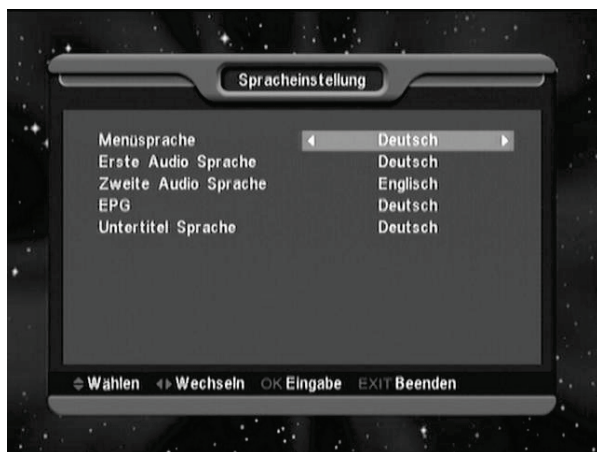 Spracheinstellung
Menüsprache Deutsch
Erste Audio Sprache Deutsch
Zweite Audio Sprache Englisch
EPG Deutsch
Untertitel Sprache Deutsch
Wählen Wechseln OK Eingabe EXIT Beenden